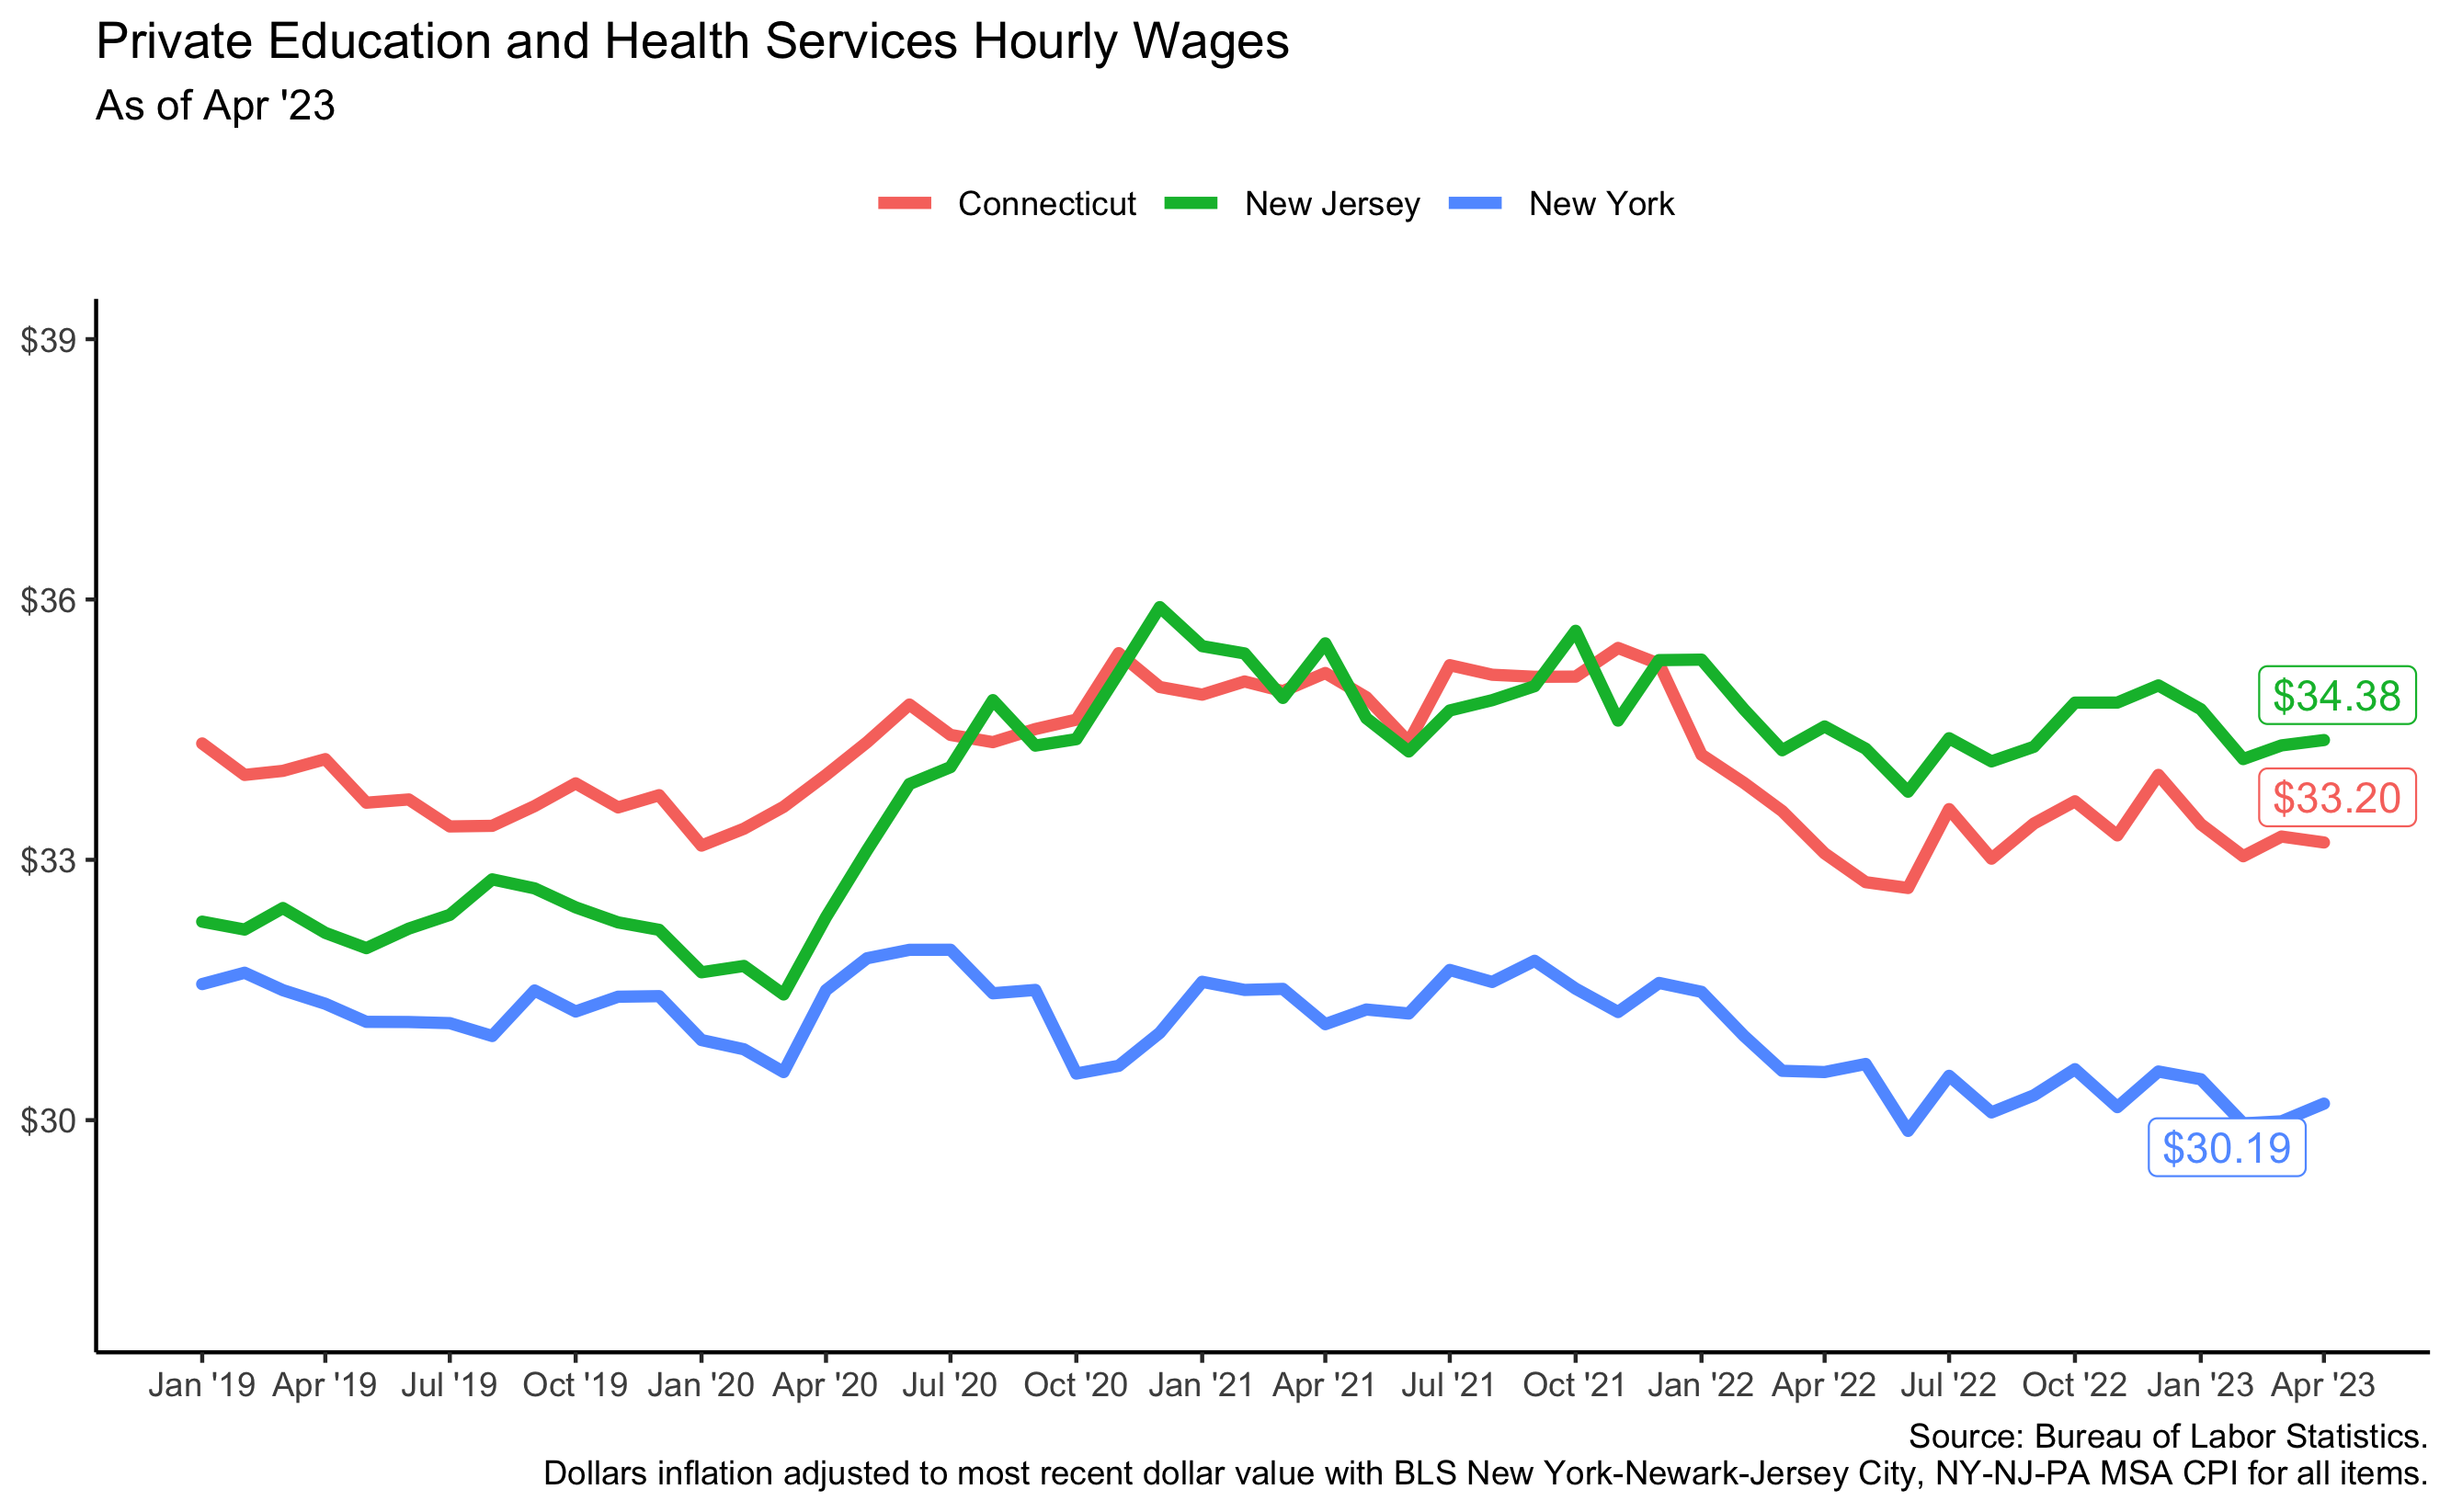 Private Education and Health Services Hourly Wages
As of Apr '23
Connecticut New Jersey New York
$39
$36
$33
$30
$34.38
$33.20
$30.19
Jan '19 Apr '19 Jul '19 Oct '19 Jan '20 Apr '20 Jul '20 Oct '20 Jan '21 Apr '21 Jul '21 Oct '21 Jan '22 Apr '22 Jul '22 Oct '22 Jan '23 Apr '23
Source: Bureau of Labor Statistics.
Dollars inflation adjusted to most recent dollar value with BLS New York-Newark-Jersey City, NY-NJ-PA MSA CPI for all items.